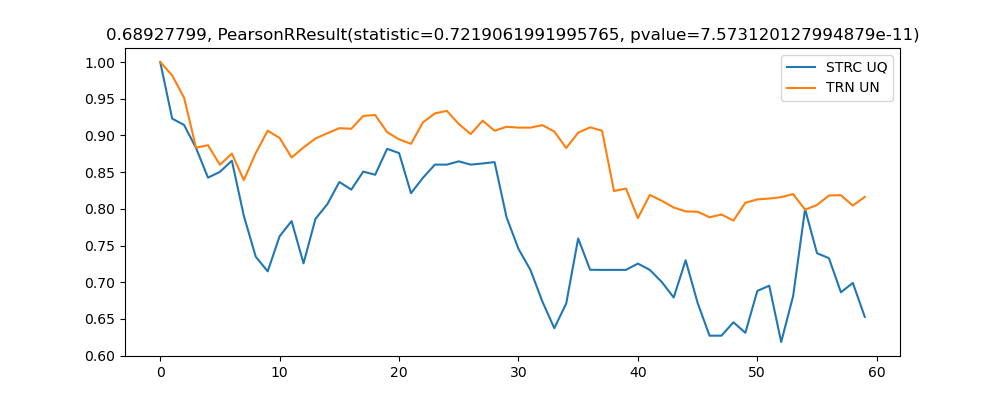 0.68927799, PearsonRResult(statistic=0.7219061991995765, pvalue=7.573120127994879e-11)
STRC UQ
TRN UN
1.00
0.95
0.90
0.85
0.80
0.75
0.70
0.65
0.60
0 10 20 30 40 50 60